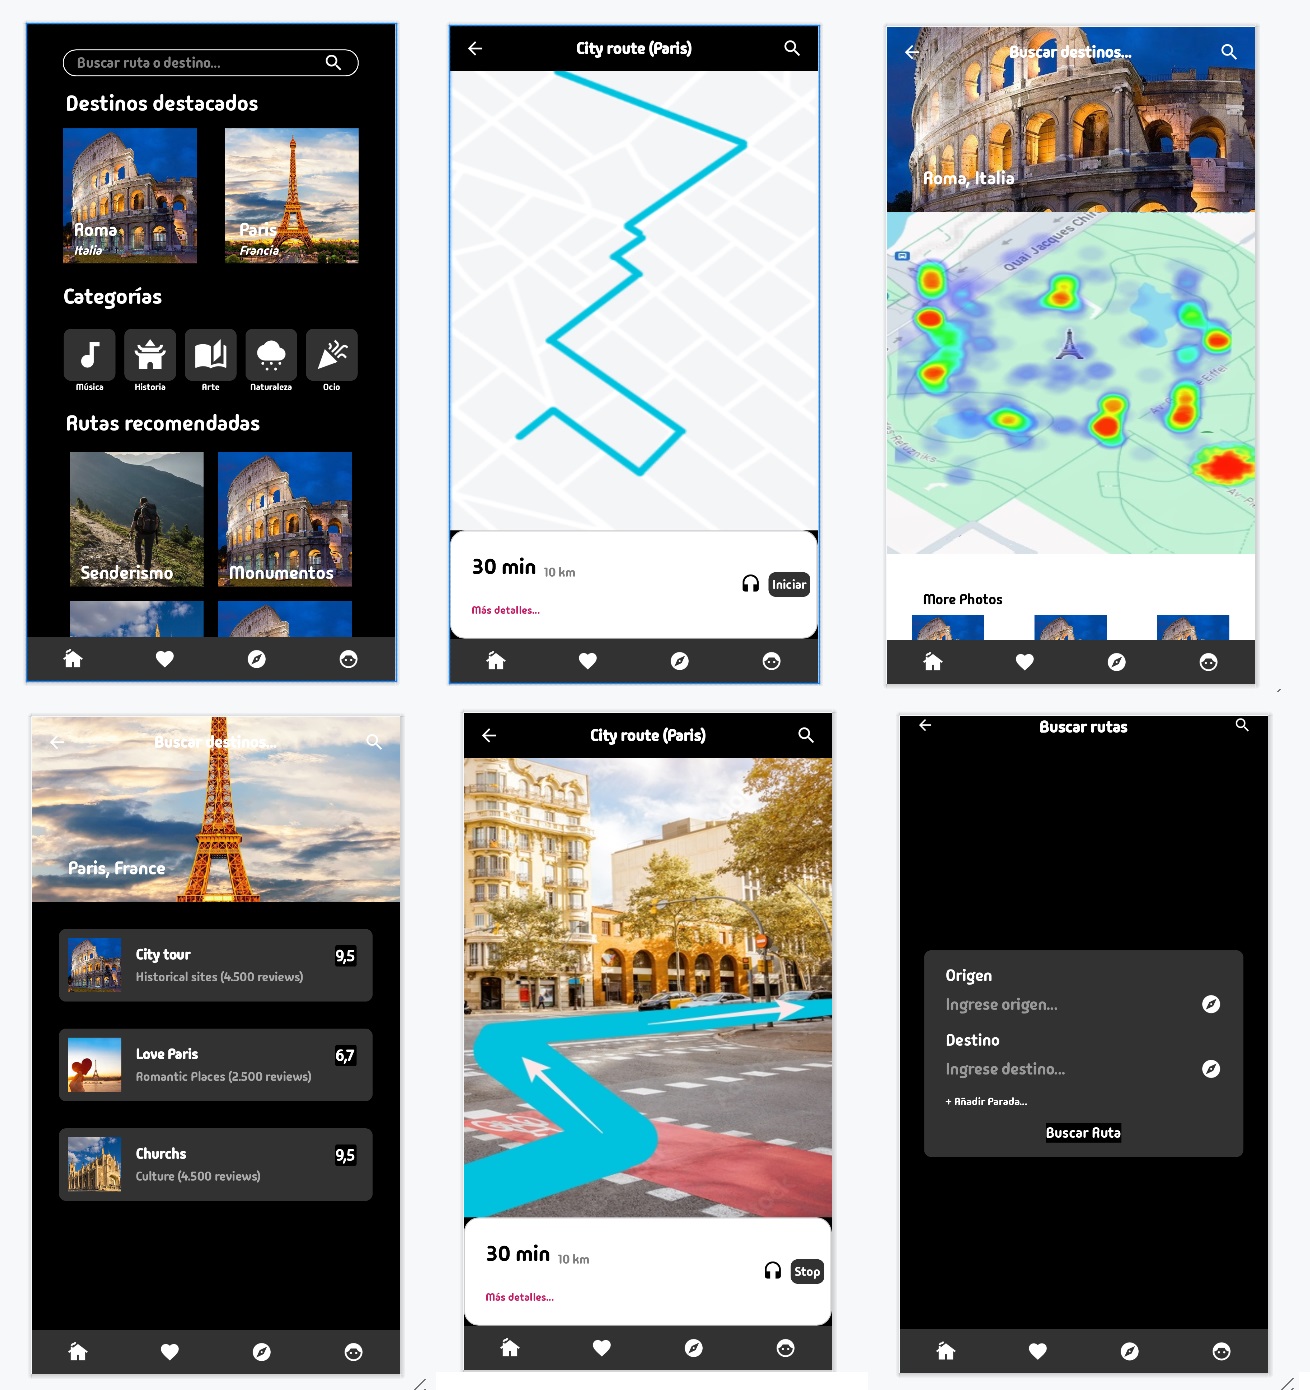 Buscar ruta o destino...
Destinos destacados
Roma
Italia
París
Francia
Categorías
Música
Historia
Arte
Naturaleza
Ocio
Rutas recomendadas
Senderismo
Monumentos
City route (Paris)
30 min 10 km
Iniciar
Más detalles...
Buscar destinos...
Roma, Italia
Quai Jacques Chir
More Photos
Buscar destinos...
Paris, France
City tour
9,5
Historical sites (4.500 reviews)
Love Paris
6,7
Romantic Places (2.500 reviews)
Churchs
9,5
Culture (4.500 reviews)
City route (Paris)
30 min 10 km
Stop
Más detalles...
Buscar rutas
Origen
Ingrese origen...
Destino
Ingrese destino...
+ Añadir Parada...
Buscar Ruta